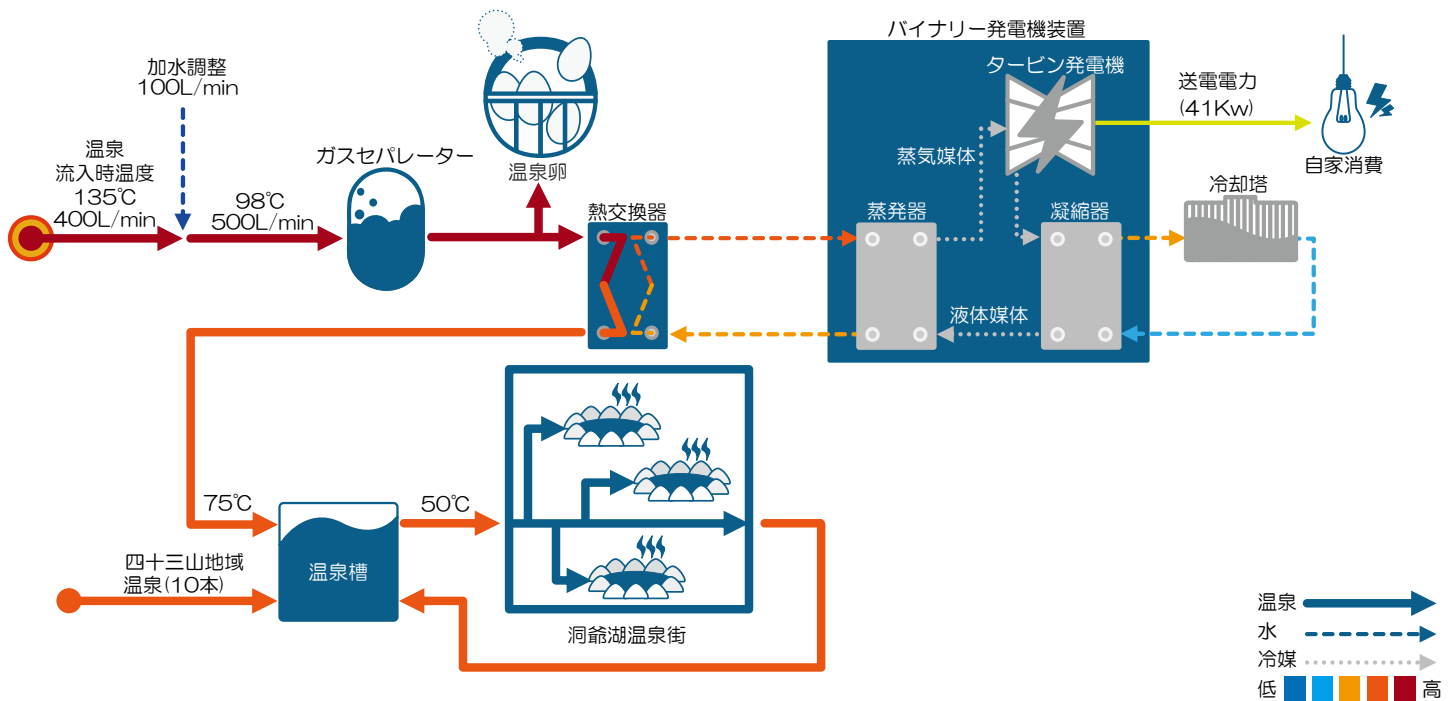 バイナリー発電機装置
加水調整
100L/min
タービン発電機
送電電力
(41Kw)
温泉
流入時温度
135℃
400L/min
ガスセパレーター
温泉卵
蒸気媒体
自家消費
98℃
500L/min
熱交換器
蒸発器
凝縮器
冷却塔
液体媒体
75℃
50℃
四十三山地域
温泉(10本)
温泉槽
洞爺湖温泉街
温泉
水
冷媒
低
高